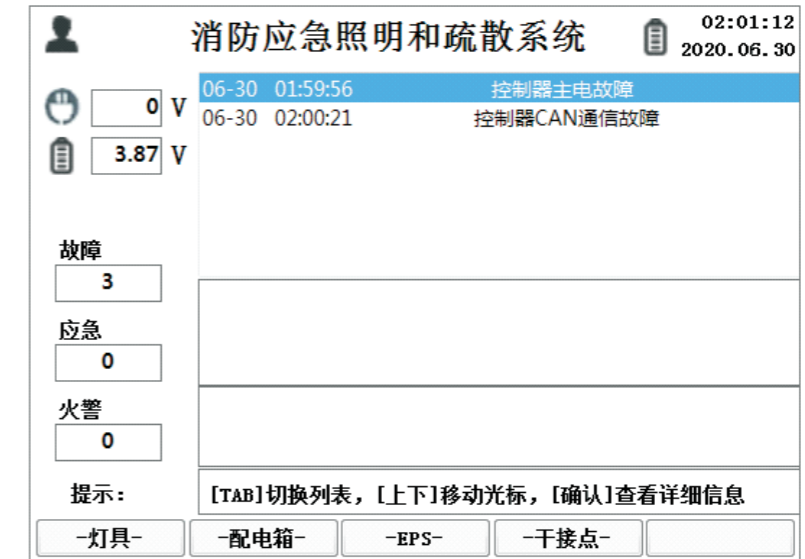 消防应急照明和疏散系统
02:01:12
2020.06.30
0 V
3.87 V
06-30 01:59:56 控制器主电故障
06-30 02:00:21 控制器CAN通信故障
故障
3
应急
0
火警
0
提示: [TAB]切换列表, [上下]移动光标, [确认]查看详细信息
-灯具- -配电箱- -EPS- -干接点-